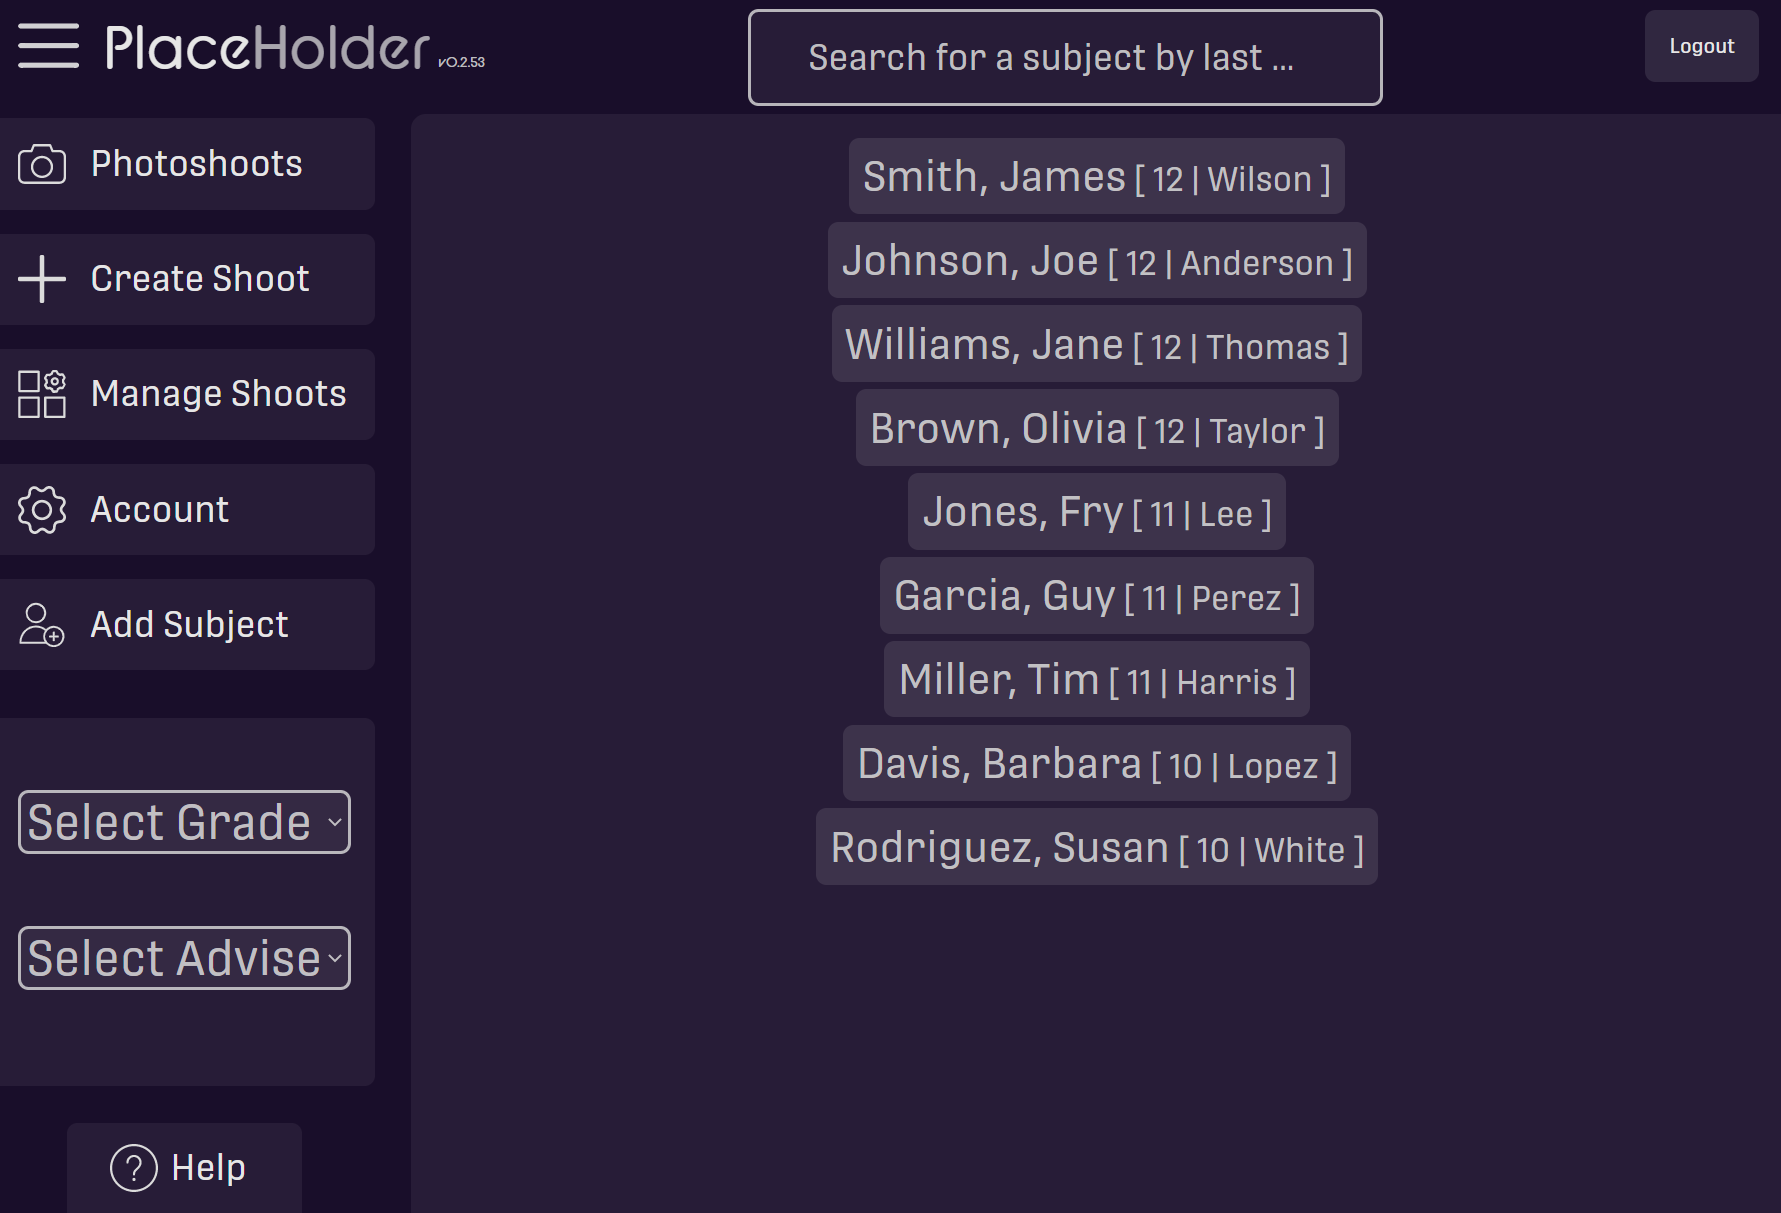 PlaceHolder v0.2.53
Search for a subject by last ...
Logout
Photoshoots
Create Shoot
Manage Shoots
Account
Add Subject
Select Grade
Select Advise
Help
Smith, James [ 12 | Wilson ]
Johnson, Joe [ 12 | Anderson ]
Williams, Jane [ 12 | Thomas ]
Brown, Olivia [ 12 | Taylor ]
Jones, Fry [ 11 | Lee ]
Garcia, Guy [ 11 | Perez ]
Miller, Tim [ 11 | Harris ]
Davis, Barbara [ 10 | Lopez ]
Rodriguez, Susan [ 10 | White ]